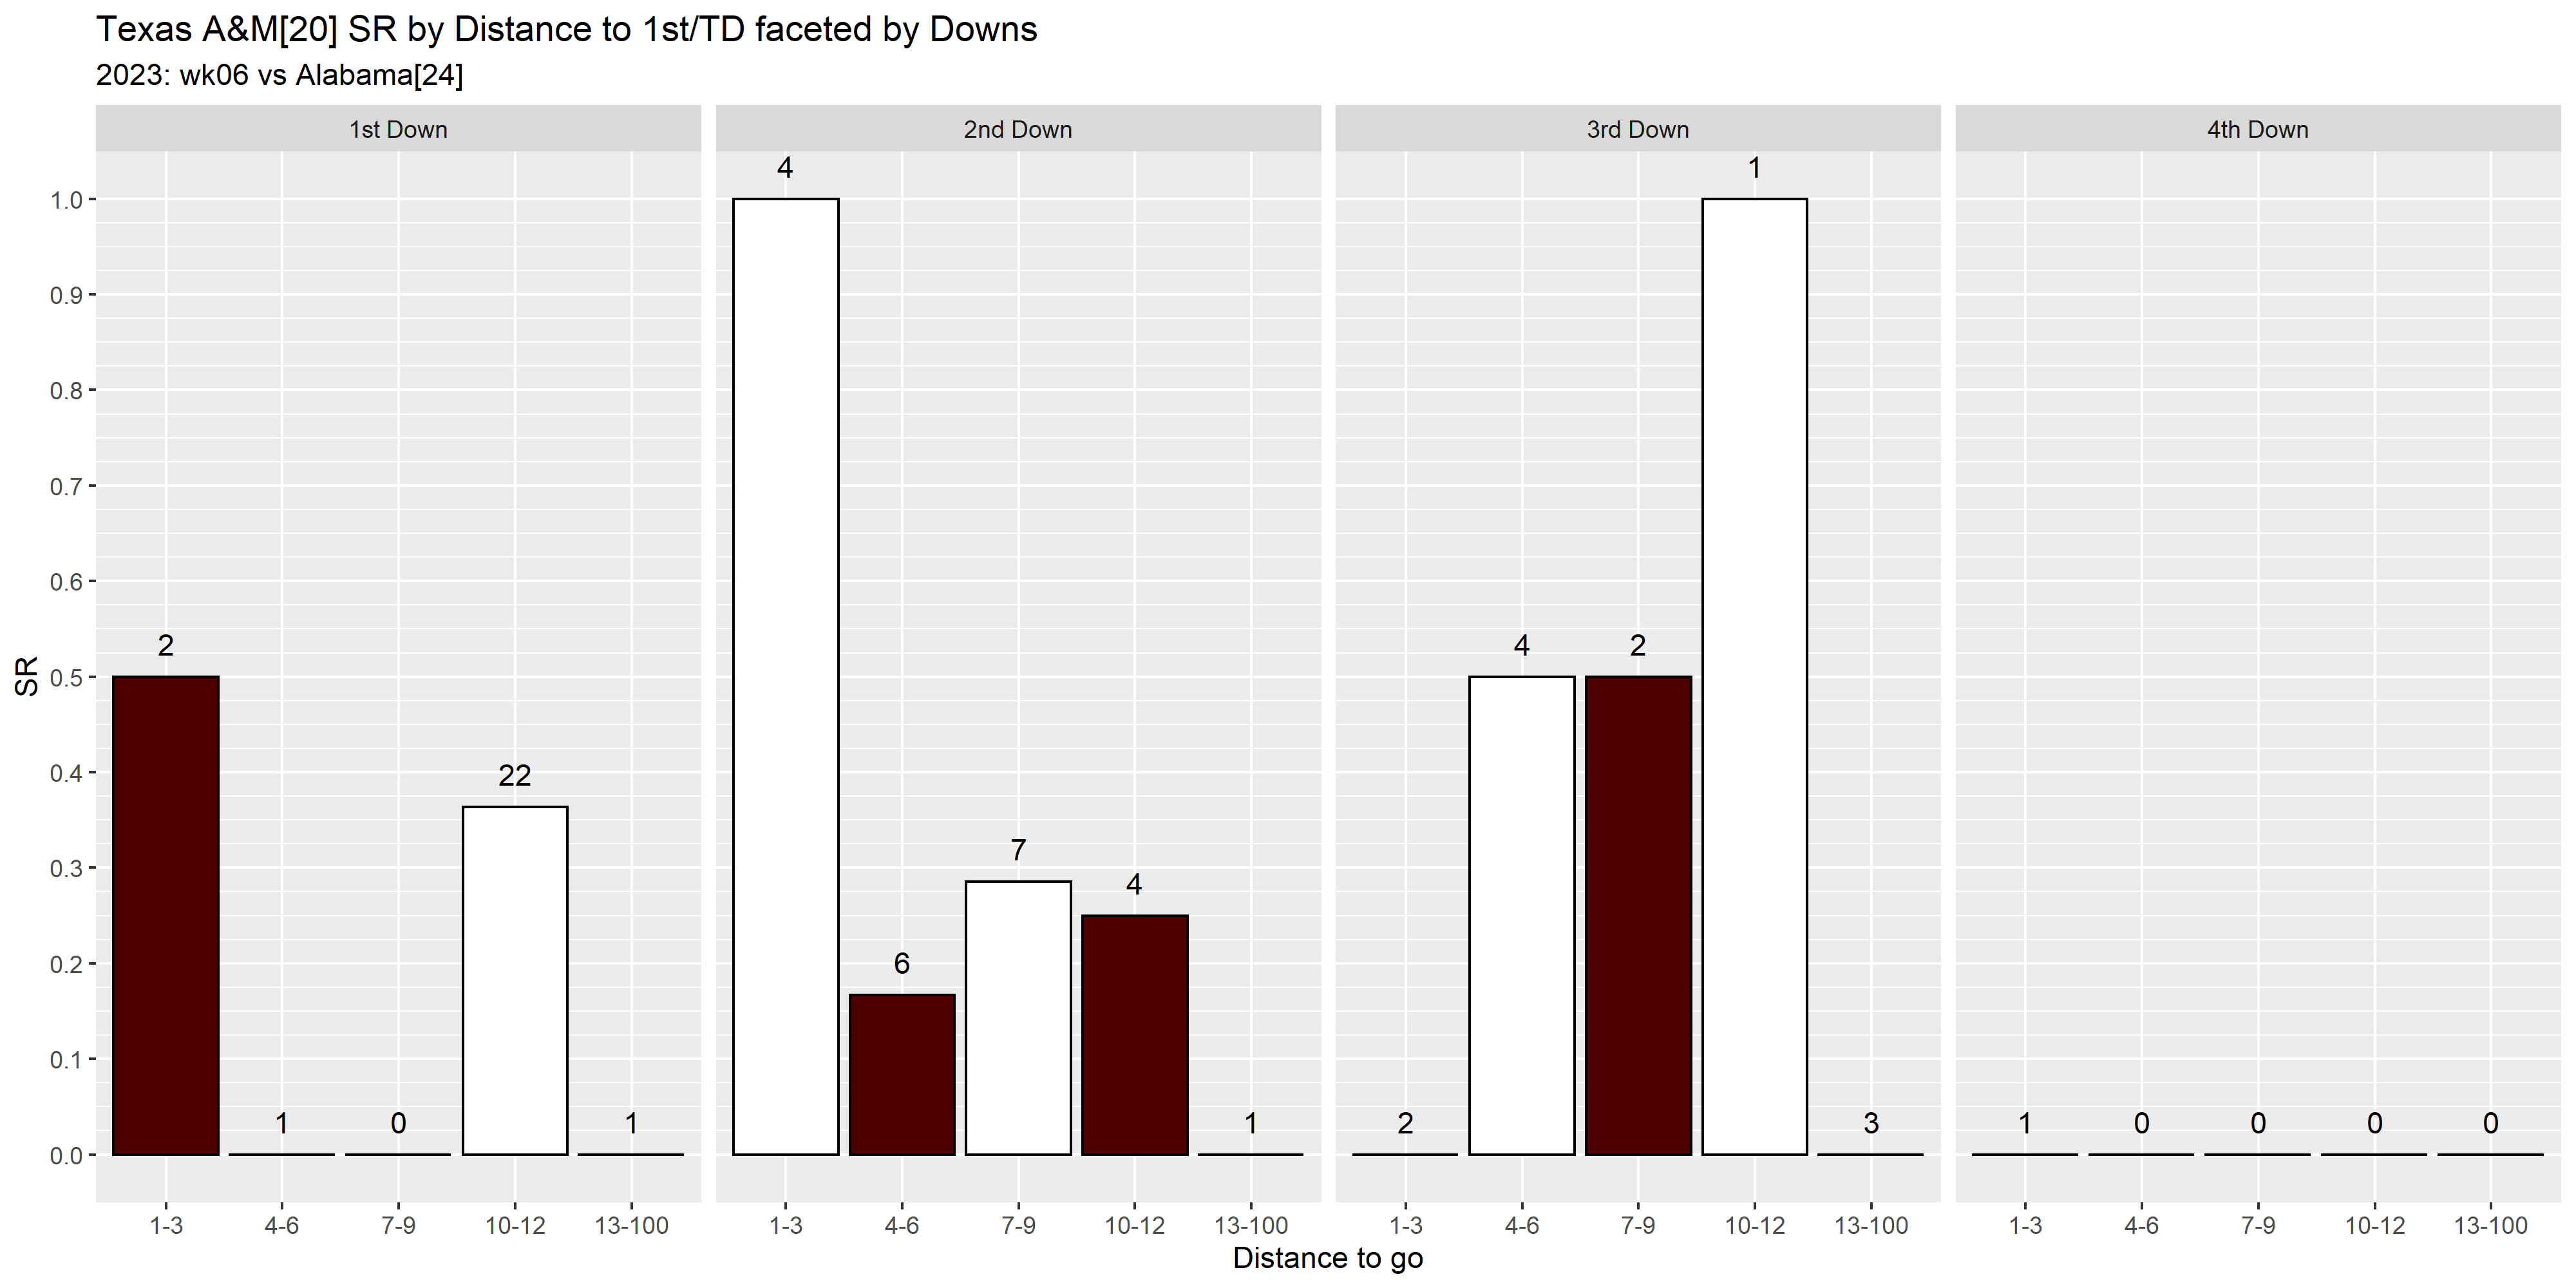 Texas A&M[20] SR by Distance to 1st/TD faceted by Downs
2023: wk06 vs Alabama[24]
1st Down 2nd Down 3rd Down 4th Down
SR
1.0
0.9
0.8
0.7
0.6
0.5
0.4
0.3
0.2
0.1
0.0
2 1 0 22 1
4 6 7 4 1
2 4 2 1 3
1 0 0 0 0
1-3 4-6 7-9 10-12 13-100 1-3 4-6 7-9 10-12 13-100 1-3 4-6 7-9 10-12 13-100 1-3 4-6 7-9 10-12 13-100
Distance to go